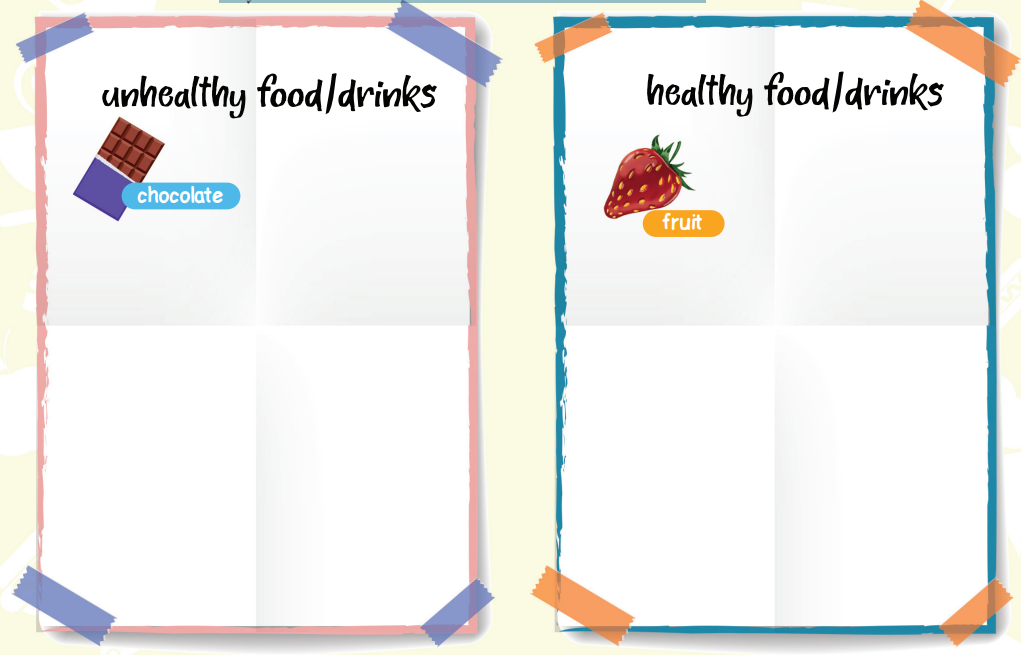 unhealthy food/drinks
chocolate
healthy food/drinks
fruit